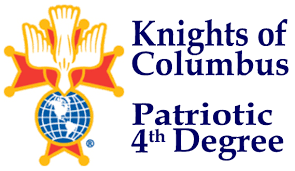 Knights of
Columbus
Patriotic
4th Degree
®